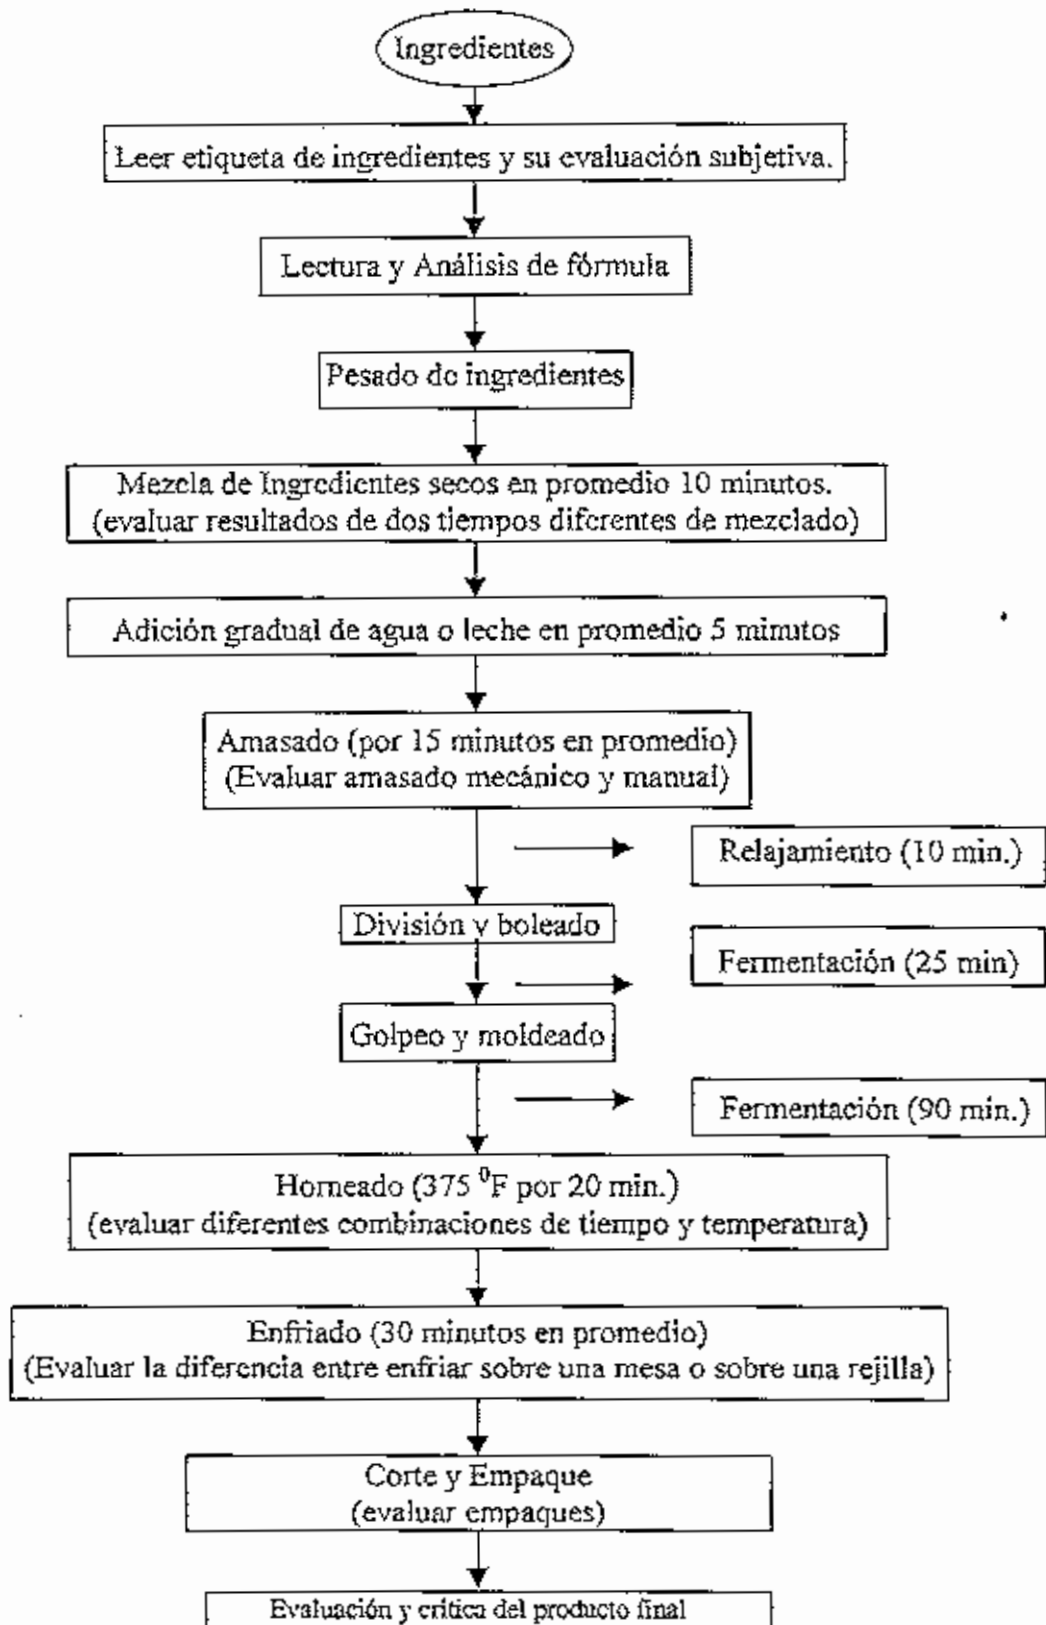 Ingredientes
Leer etiqueta de ingredientes y su evaluación subjetiva.
Lectura y Análisis de fórmula
Pesado de ingredientes
Mezcla de Ingredientes secos en promedio 10 minutos.
(evaluar resultados de dos tiempos diferentes de mezclado)
Adición gradual de agua o leche en promedio 5 minutos
Amasado (por 15 minutos en promedio)
(Evaluar amasado mecánico y manual)
Relajamiento (10 min.)
División y boleado
Fermentación (25 min)
Golpeo y moldeado
Fermentación (90 min.)
Horneado (375 ⁰F por 20 min.)
(evaluar diferentes combinaciones de tiempo y temperatura)
Enfriado (30 minutos en promedio)
(Evaluar la diferencia entre enfriar sobre una mesa o sobre una rejilla)
Corte y Empaque
(evaluar empaques)
Evaluación y crítica del producto final